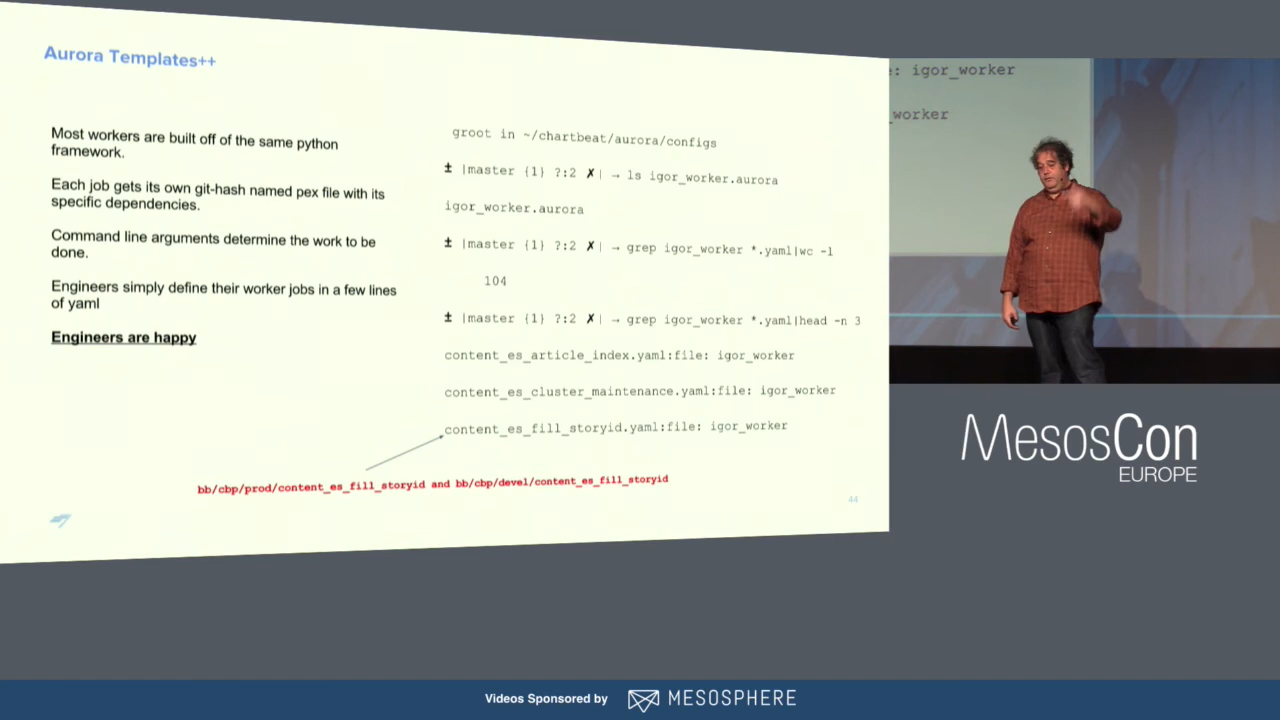 Aurora Templates++
Most workers are built off of the same python
framework.
Each job gets its own git-hash named pex file with its
specific dependencies.
Command line arguments determine the work to be
done.
Engineers simply define their worker jobs in a few lines
of yaml
Engineers are happy
groot in ~/chartbeat/aurora/configs
± |master {1} ?:2 ✗| → ls igor_worker.aurora
igor_worker.aurora
± |master {1} ?:2 ✗| → grep igor_worker *.yaml|wc -l
104
± |master {1} ?:2 ✗| → grep igor_worker *.yaml|head -n 3
content_es_article_index.yaml:file: igor_worker
content_es_cluster_maintenance.yaml:file: igor_worker
content_es_fill_storyid.yaml:file: igor_worker
bb/cbp/prod/content_es_fill_storyid and bb/cbp/devel/content_es_fill_storyid
44
: igor_worker
worker
MesosCon
EUROPE
Videos Sponsored by MESOSPHERE